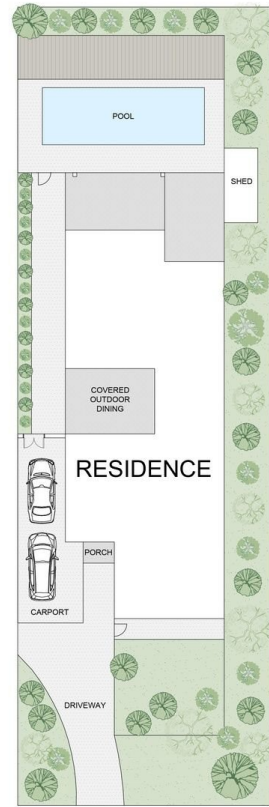 POOL
SHED
COVERED
OUTDOOR
DINING
RESIDENCE
PORCH
CARPORT
DRIVEWAY